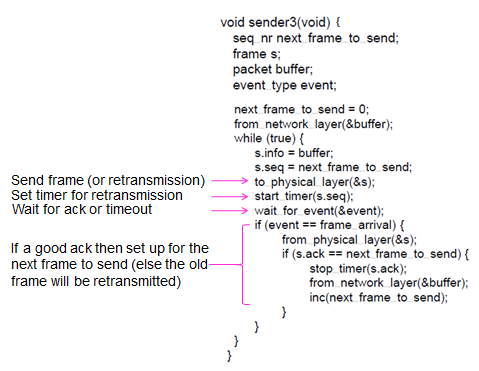 void sender3(void) {
seq_nr next_frame_to_send;
frame s;
packet buffer;
event_type event;
next_frame_to_send = 0;
from_network_layer(&buffer);
while (true) {
s.info = buffer;
s.seq = next_frame_to_send;
Send frame (or retransmission) to_physical_layer(&s);
Set timer for retransmission start_timer(s.seq);
Wait for ack or timeout wait_for_event(&event);
if (event == frame_arrival) {
If a good ack then set up for the from_physical_layer(&s);
next frame to send (else the old if (s.ack == next_frame_to_send) {
frame will be retransmitted) stop_timer(s.ack);
from_network_layer(&buffer);
inc(next_frame_to_send);
}
}
}
}